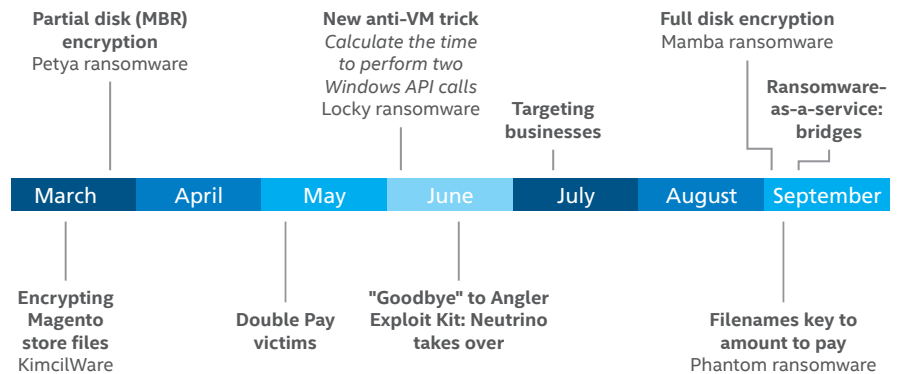 Partial disk (MBR)
encryption
Petya ransomware
New anti-VM trick
Calculate the time
to perform two
Windows API calls
Locky ransomware
Targeting
businesses
Full disk encryption
Mamba ransomware
Ransomware-
as-a-service:
bridges
March
April
May
June
July
August
September
Encrypting
Magento
store files
KimcilWare
Double Pay
victims
"Goodbye" to Angler
Exploit Kit: Neutrino
takes over
Filenames key to
amount to pay
Phantom ransomware